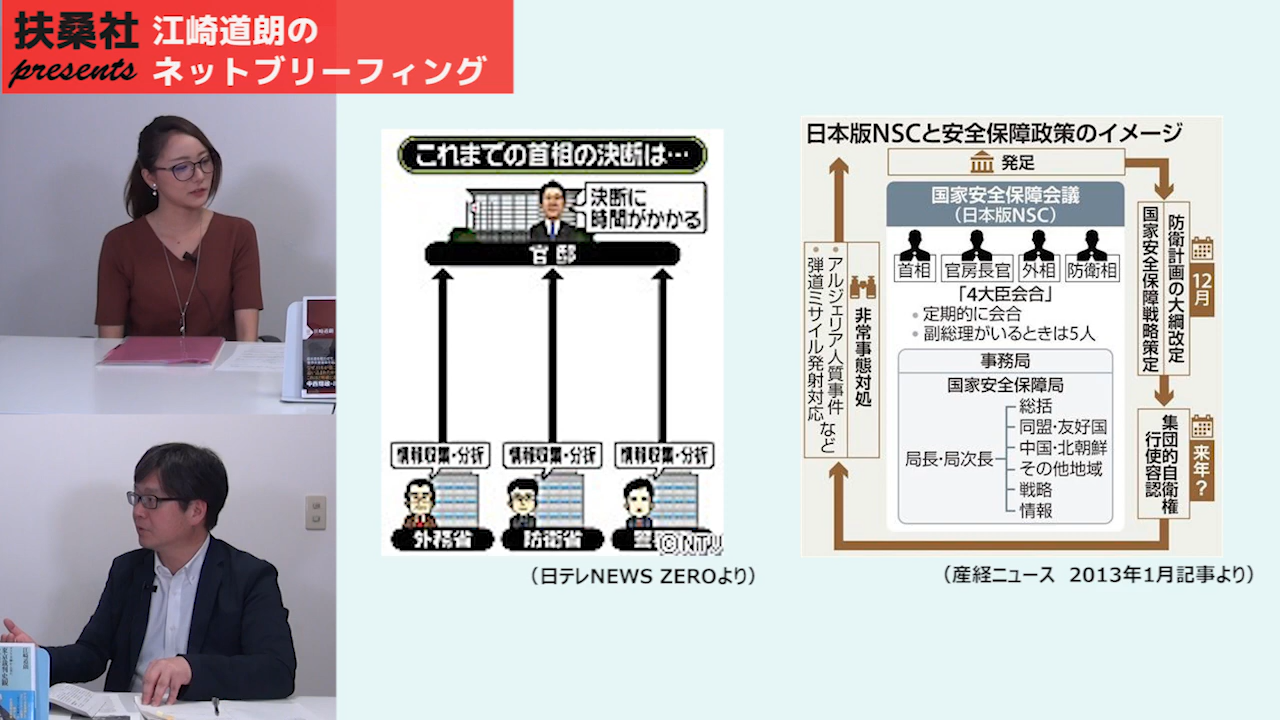 扶桑社
presents
江崎道朗の
ネットブリーフィング
これまでの首相の決断は…
決断に
時間がかかる
官邸
情報収集・分析
情報収集・分析
情報収集・分析
外務省
防衛省
©NTV
(日テレNEWS ZEROより)
日本版NSCと安全保障政策のイメージ
発足
国家安全保障会議
(日本版NSC)
首相
官房長官
外相
防衛相
「4大臣会合」
・定期的に会合
・副総理がいるときは5人
事務局
国家安全保障局
局長・局次長
総括
同盟・友好国
中国・北朝鮮
その他地域
戦略
情報
12月
防衛計画の大綱改定
国家安全保障戦略策定
来年?
集団的自衛権
行使容認
非常事態対処
・アルジェリア人質事件
・弾道ミサイル発射対応など
(産経ニュース 2013年1月記事より)
江崎道朗
江崎道朗